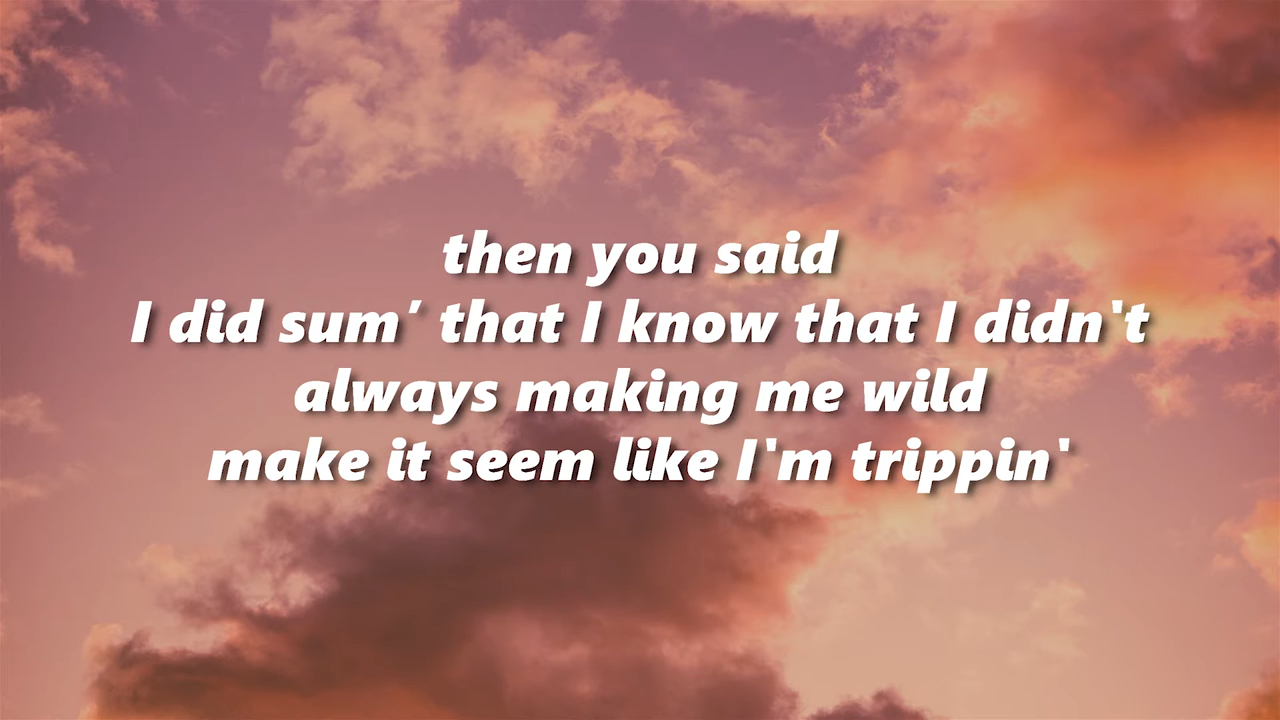 then you said
I did sum’ that I know that I didn't
always making me wild
make it seem like I'm trippin'